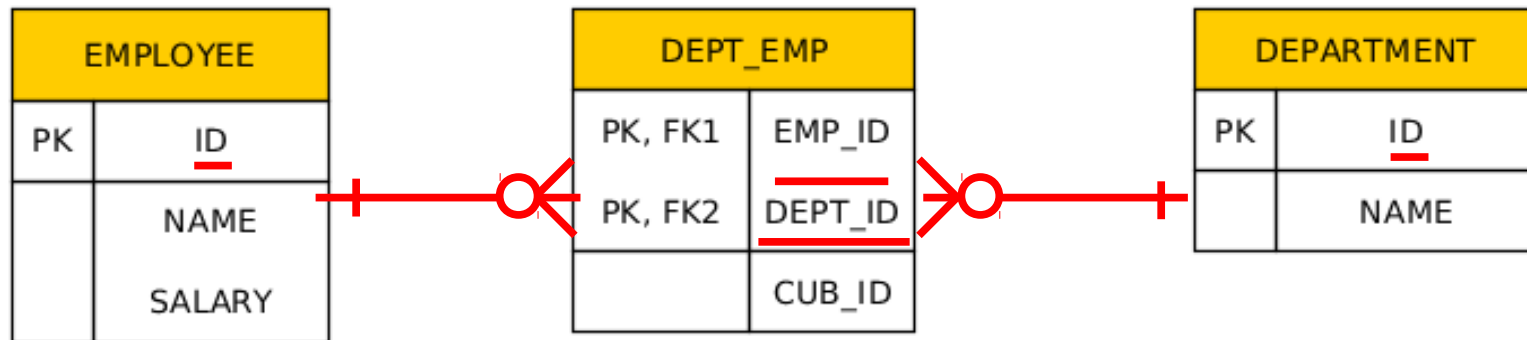 EMPLOYEE
PK ID
NAME
SALARY
DEPT_EMP
PK, FK1 EMP_ID
PK, FK2 DEPT_ID
CUB_ID
DEPARTMENT
PK ID
NAME